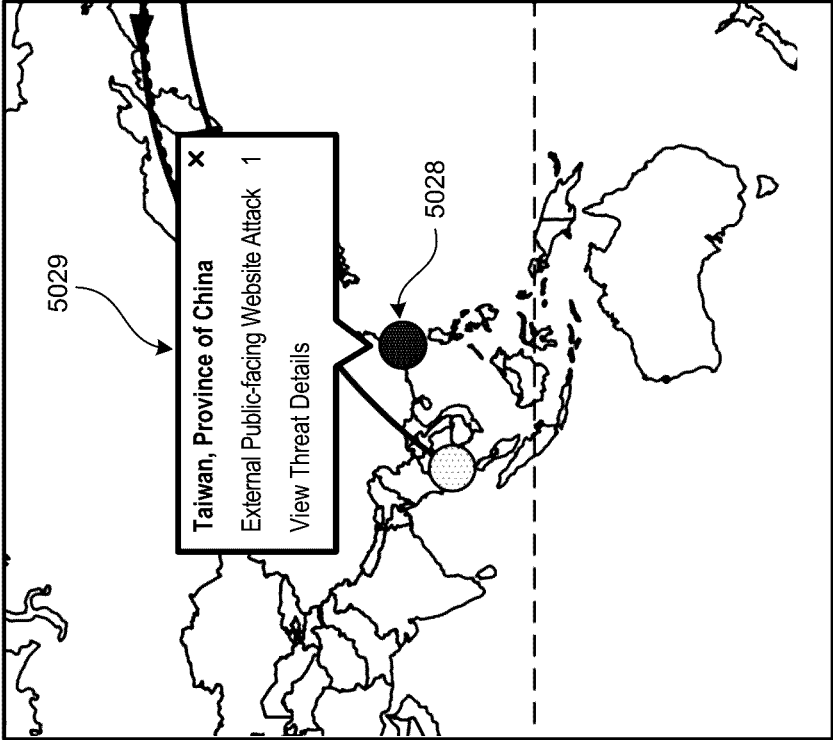 5029
Taiwan, Province of China X
External Public-facing Website Attack 1
View Threat Details
5028